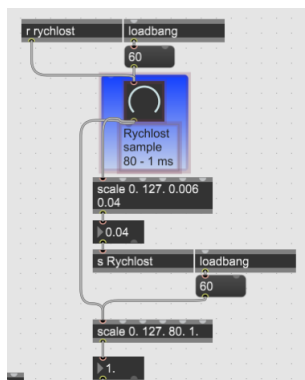 r rychlost
loadbang
60
Rychlost
sample
80 - 1 ms
scale 0. 127. 0.006
0.04
0.04
s Rychlost
loadbang
60
scale 0. 127. 80. 1.
1.